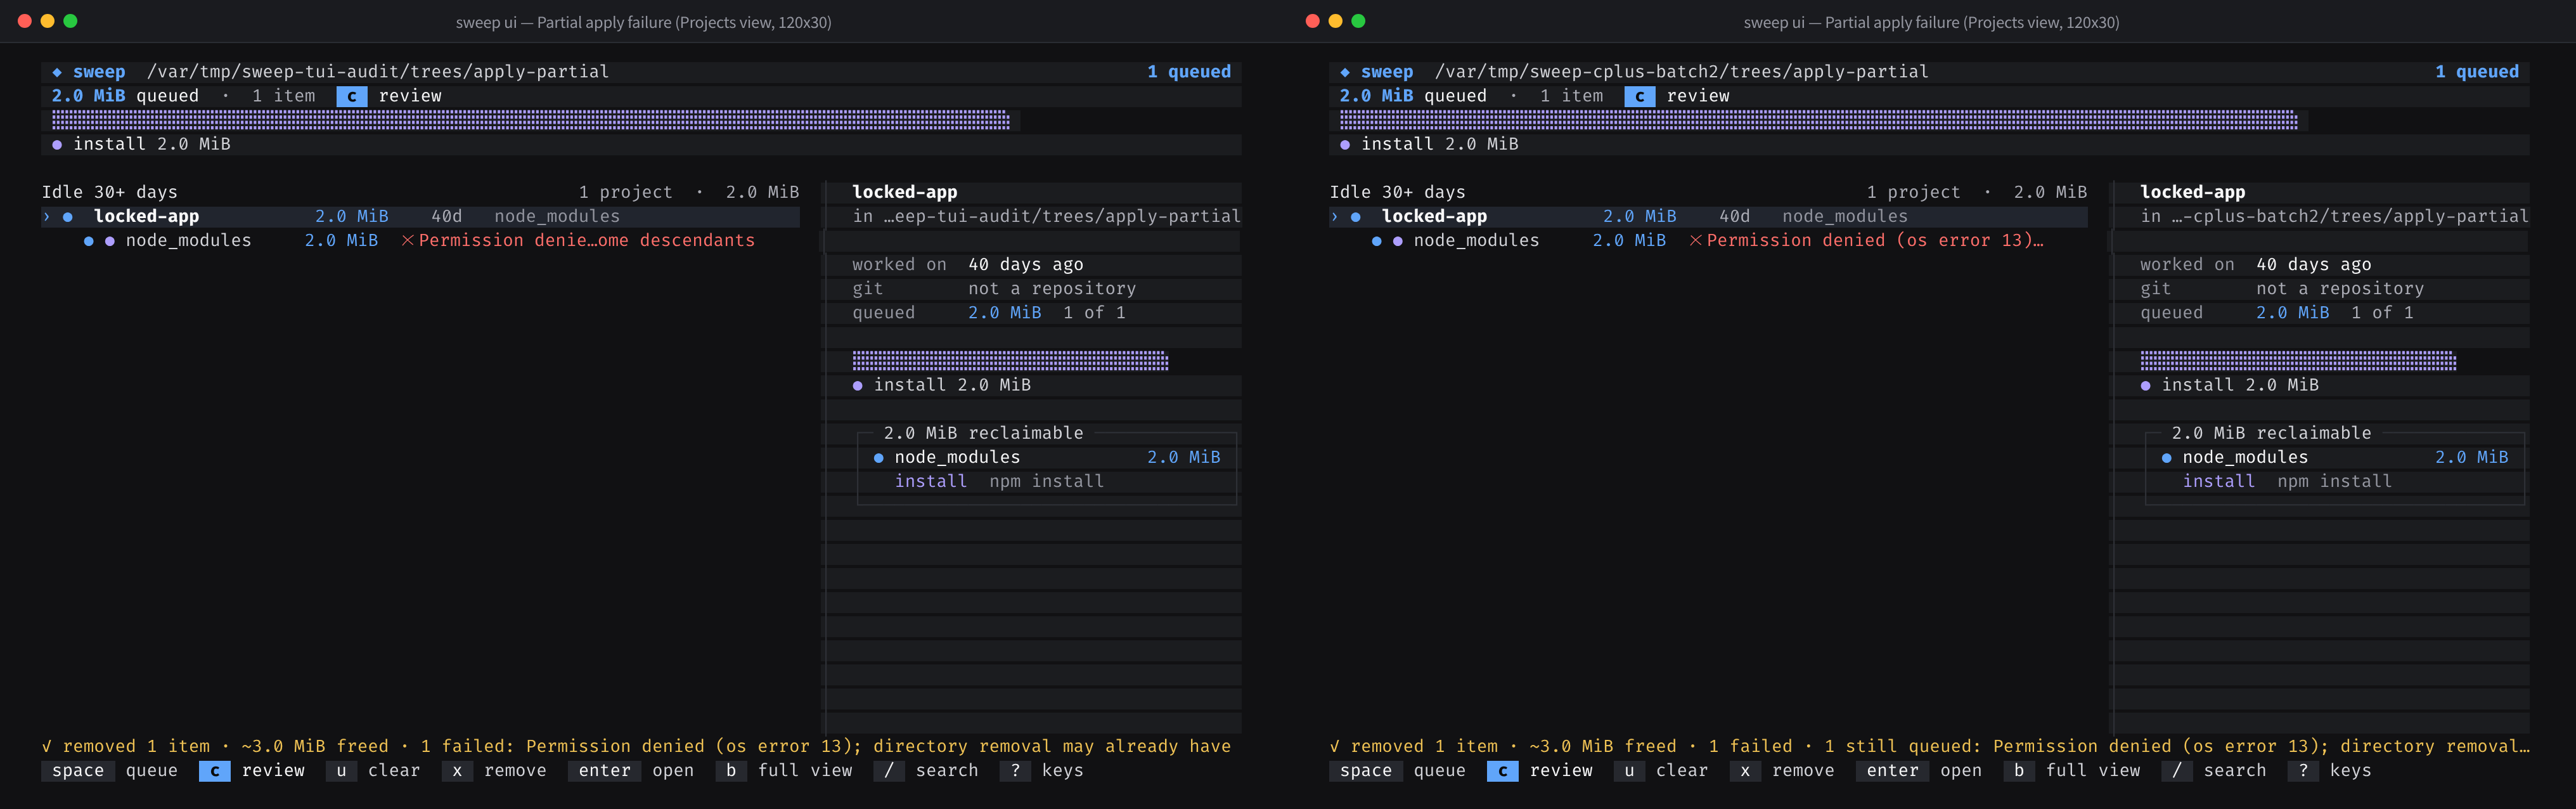 sweep ui — Partial apply failure (Projects view, 120x30)
◆ sweep /var/tmp/sweep-tui-audit/trees/apply-partial 1 queued
2.0 MiB queued · 1 item c review
● install 2.0 MiB
Idle 30+ days 1 project · 2.0 MiB
› ● locked-app 2.0 MiB 40d node_modules
● ● node_modules 2.0 MiB ×Permission denie…ome descendants
locked-app
in …eep-tui-audit/trees/apply-partial
worked on 40 days ago
git not a repository
queued 2.0 MiB 1 of 1
● install 2.0 MiB
2.0 MiB reclaimable
● node_modules 2.0 MiB
install npm install
√ removed 1 item · ~3.0 MiB freed · 1 failed: Permission denied (os error 13); directory removal may already have
space queue c review u clear x remove enter open b full view / search ? keys
sweep ui — Partial apply failure (Projects view, 120x30)
◆ sweep /var/tmp/sweep-cplus-batch2/trees/apply-partial 1 queued
2.0 MiB queued · 1 item c review
● install 2.0 MiB
Idle 30+ days 1 project · 2.0 MiB
› ● locked-app 2.0 MiB 40d node_modules
● ● node_modules 2.0 MiB ×Permission denied (os error 13)…
locked-app
in …-cplus-batch2/trees/apply-partial
worked on 40 days ago
git not a repository
queued 2.0 MiB 1 of 1
● install 2.0 MiB
2.0 MiB reclaimable
● node_modules 2.0 MiB
install npm install
√ removed 1 item · ~3.0 MiB freed · 1 failed · 1 still queued: Permission denied (os error 13); directory removal…
space queue c review u clear x remove enter open b full view / search ? keys